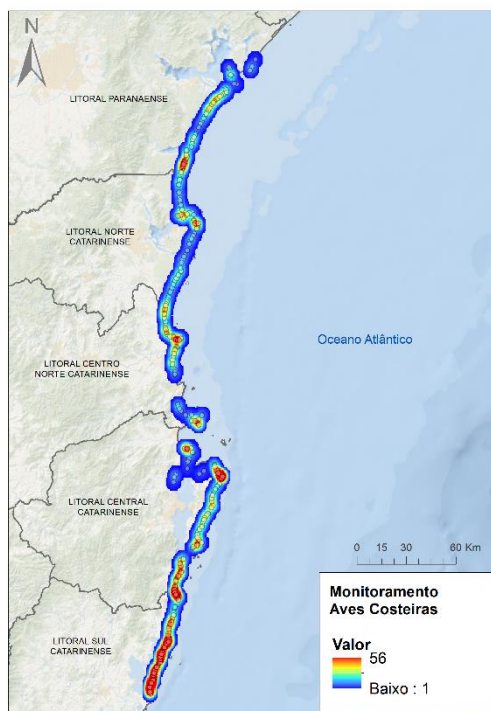 N
LITORAL PARANAENSE
LITORAL NORTE
CATARINENSE
Oceano Atlântico
LITORAL CENTRO
NORTE CATARINENSE
LITORAL CENTRAL
CATARINENSE
0 15 30 60 Km
LITORAL SUL
CATARINENSE
Monitoramento
Aves Costeiras
Valor
56
Baixo : 1